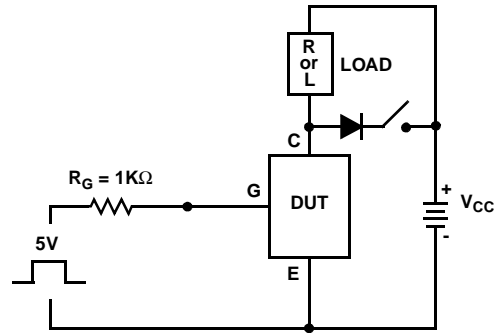 R
or
L
LOAD
C
R_G = 1KΩ
G
DUT
+
V_CC
-
5V
E